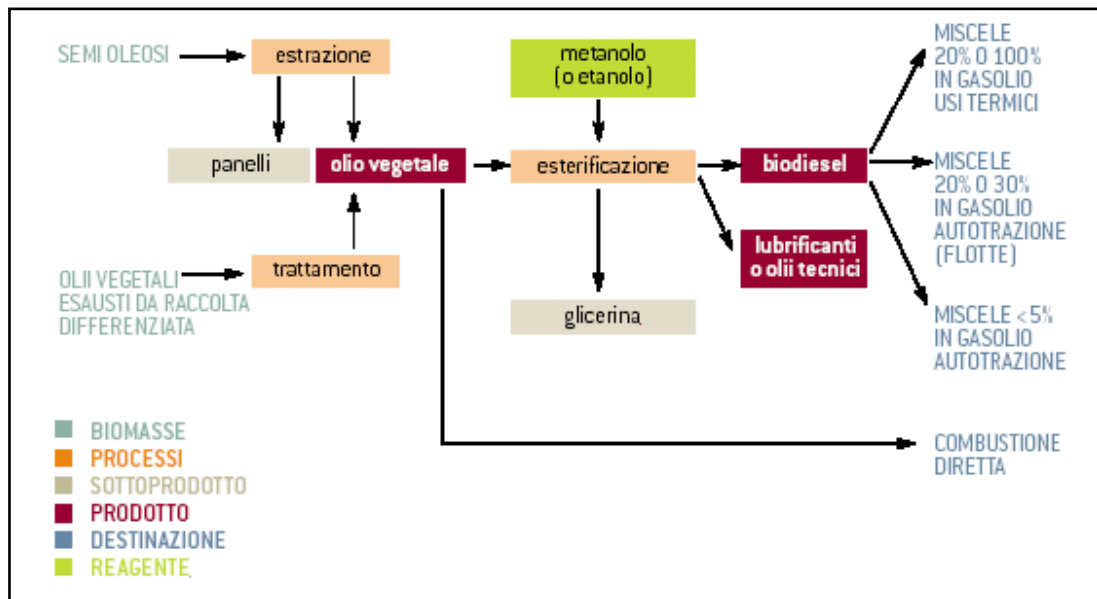 SEMI OLEOSI
estrazione
metanolo
(o etanolo)
MISCELE
20% O 100%
IN GASOLIO
USI TERMICI
panelli
olio vegetale
esterificazione
biodiesel
MISCELE
20% O 30%
IN GASOLIO
AUTOTRAZIONE
(FLOTTE)
lubrificanti
o olii tecnici
OLII VEGETALI
ESAUSTI DA RACCOLTA
DIFFERENZIATA
trattamento
glicerina
MISCELE <5%
IN GASOLIO
AUTOTRAZIONE
BIOMASSE
PROCESSI
SOTTOPRODOTTO
PRODOTTO
DESTINAZIONE
REAGENTE
COMBUSTIONE
DIRETTA